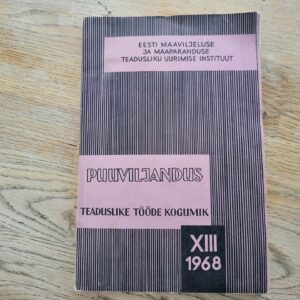 EESTI MAAVILJELUSE
JA MAAPARANDUSE
TEADUSLIKU UURIMISE INSTITUUT
PUUVILJANDUS
TEADUSLIKE TÖÖDE KOGUMIK
XIII
1968